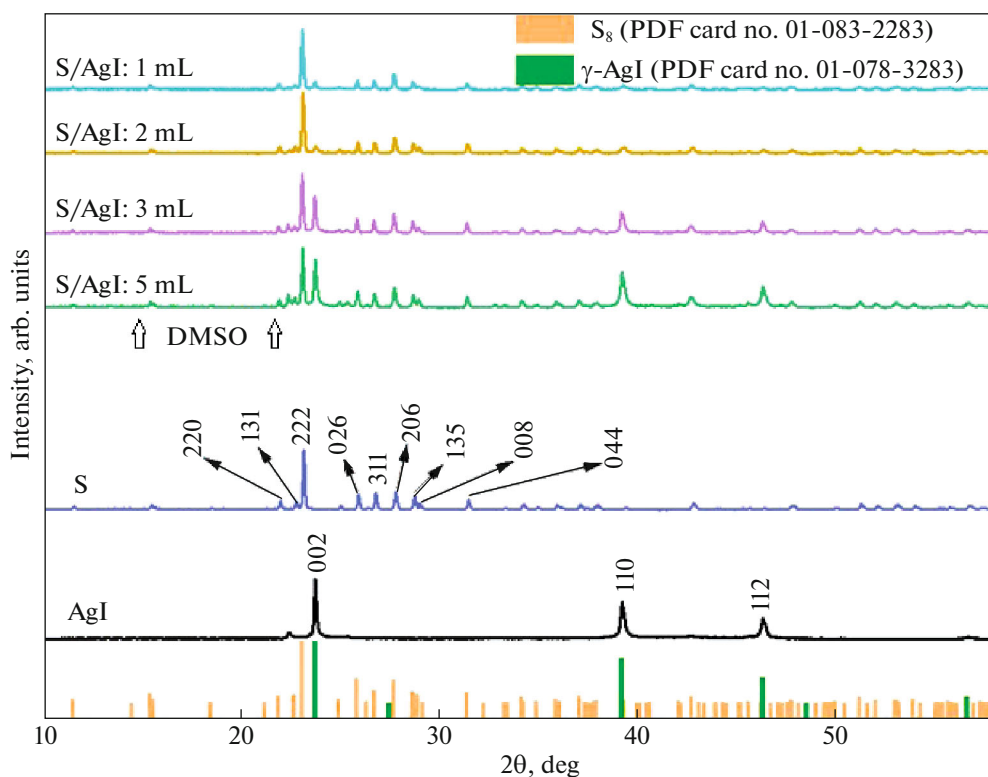 S₈ (PDF card no. 01-083-2283)
γ-AgI (PDF card no. 01-078-3283)
S/AgI: 1 mL
S/AgI: 2 mL
S/AgI: 3 mL
S/AgI: 5 mL
DMSO
Intensity, arb. units
220
131
222
026
311
206
135
008
044
S
002
110
112
AgI
10
20
30
40
50
2θ, deg